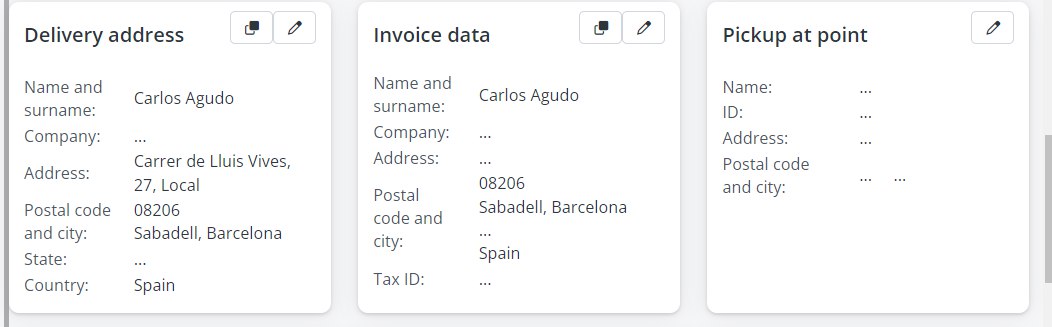 Delivery address
Name and
surname:
Carlos Agudo
Company:
...
Address:
Carrer de Lluis Vives,
27, Local
Postal code
and city:
08206
Sabadell, Barcelona
State:
...
Country:
Spain
Invoice data
Name and
surname:
Carlos Agudo
Company:
...
Address:
...
Postal
code and
city:
08206
Sabadell, Barcelona
...
Spain
Tax ID:
...
Pickup at point
Name:
...
ID:
...
Address:
...
Postal code
and city:
... ...